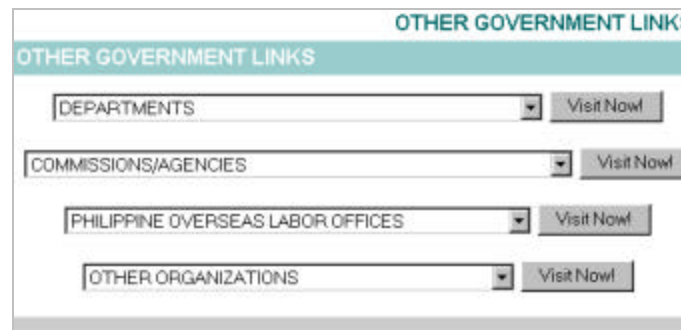 OTHER GOVERNMENT LINKS
OTHER GOVERNMENT LINKS
DEPARTMENTS Visit Now!
COMMISSIONS/AGENCIES Visit Now!
PHILIPPINE OVERSEAS LABOR OFFICES Visit Now!
OTHER ORGANIZATIONS Visit Now!